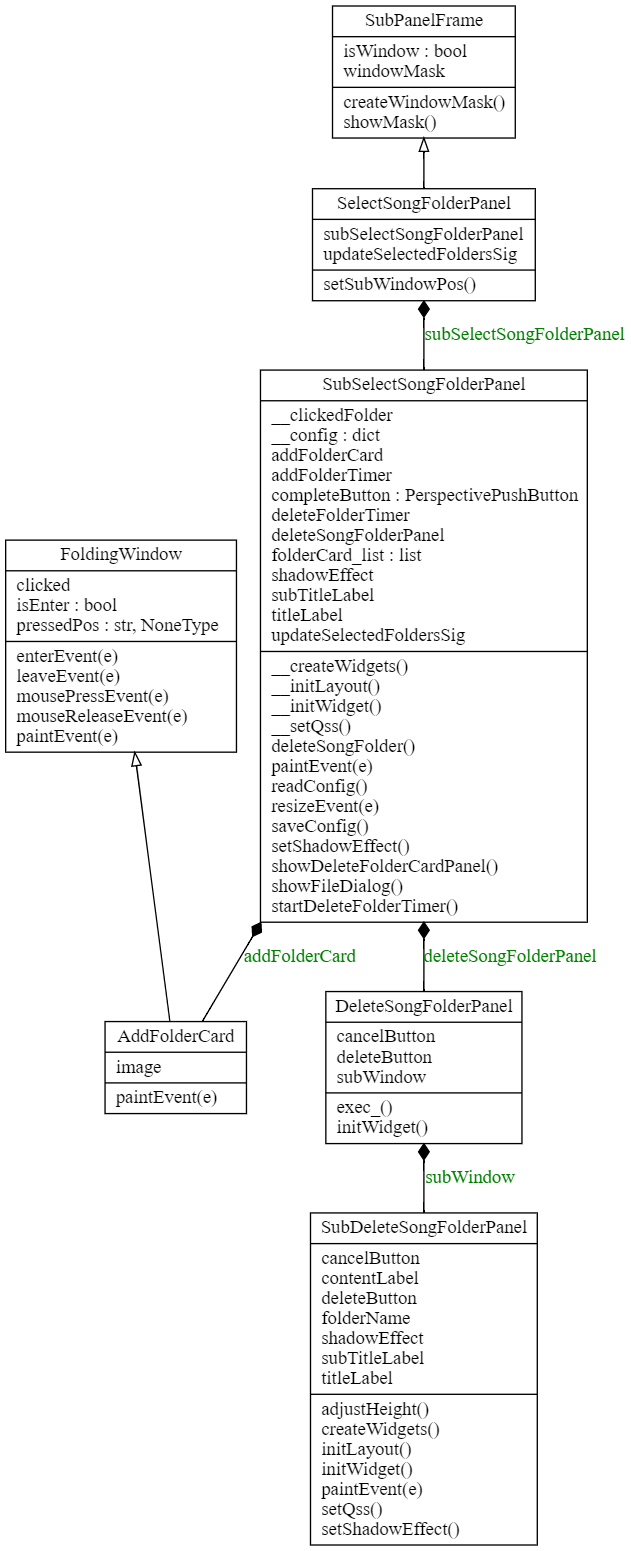 SubPanelFrame
isWindow : bool
windowMask
createWindowMask()
showMask()
SelectSongFolderPanel
subSelectSongFolderPanel
updateSelectedFoldersSig
setSubWindowPos()
subSelectSongFolderPanel
SubSelectSongFolderPanel
__clickedFolder
__config : dict
addFolderCard
addFolderTimer
completeButton : PerspectivePushButton
deleteFolderTimer
deleteSongFolderPanel
folderCard_list : list
shadowEffect
subTitleLabel
titleLabel
updateSelectedFoldersSig
__createWidgets()
__initLayout()
__initWidget()
__setQss()
deleteSongFolder()
paintEvent(e)
readConfig()
resizeEvent(e)
saveConfig()
setShadowEffect()
showDeleteFolderCardPanel()
showFileDialog()
startDeleteFolderTimer()
FoldingWindow
clicked
isEnter : bool
pressedPos : str, NoneType
enterEvent(e)
leaveEvent(e)
mousePressEvent(e)
mouseReleaseEvent(e)
paintEvent(e)
addFolderCard
deleteSongFolderPanel
AddFolderCard
image
paintEvent(e)
DeleteSongFolderPanel
cancelButton
deleteButton
subWindow
exec_()
initWidget()
subWindow
SubDeleteSongFolderPanel
cancelButton
contentLabel
deleteButton
folderName
shadowEffect
subTitleLabel
titleLabel
adjustHeight()
createWidgets()
initLayout()
initWidget()
paintEvent(e)
setQss()
setShadowEffect()